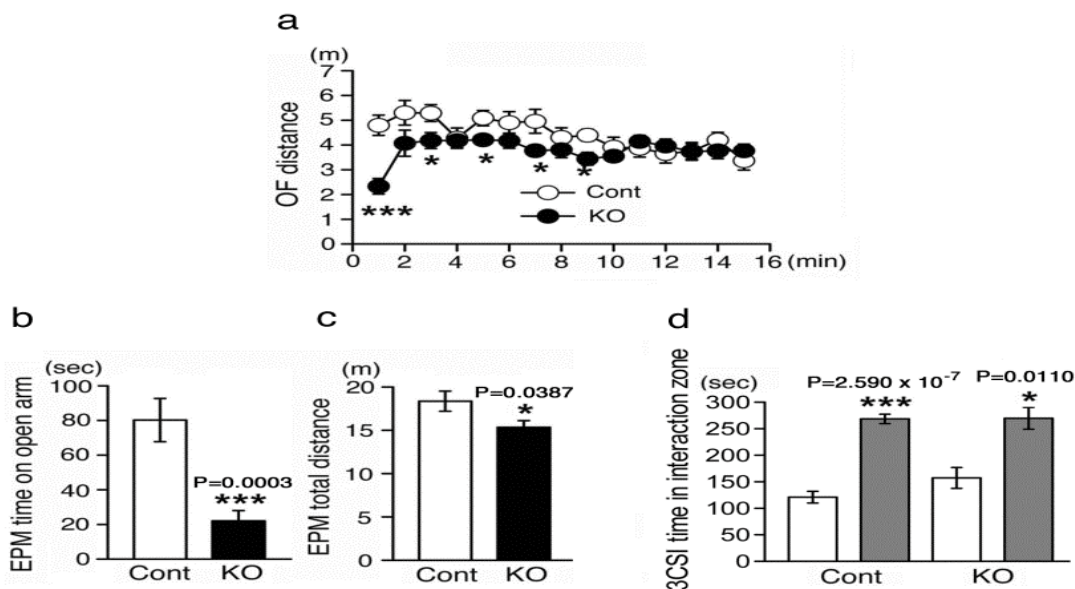 a
(m)
7
6
5
4
3
2
1
0
OF distance
* * * *
***
Cont
KO
0 2 4 6 8 10 12 14 16 (min)
b
(sec)
100
80
60
40
20
0
EPM time on open arm
P=0.0003
***
Cont KO
c
(m)
20
15
10
5
0
EPM total distance
P=0.0387
*
Cont KO
d
(sec)
300
250
200
150
100
50
0
3CSI time in interaction zone
P=2.590 x 10-7
***
P=0.0110
*
Cont KO